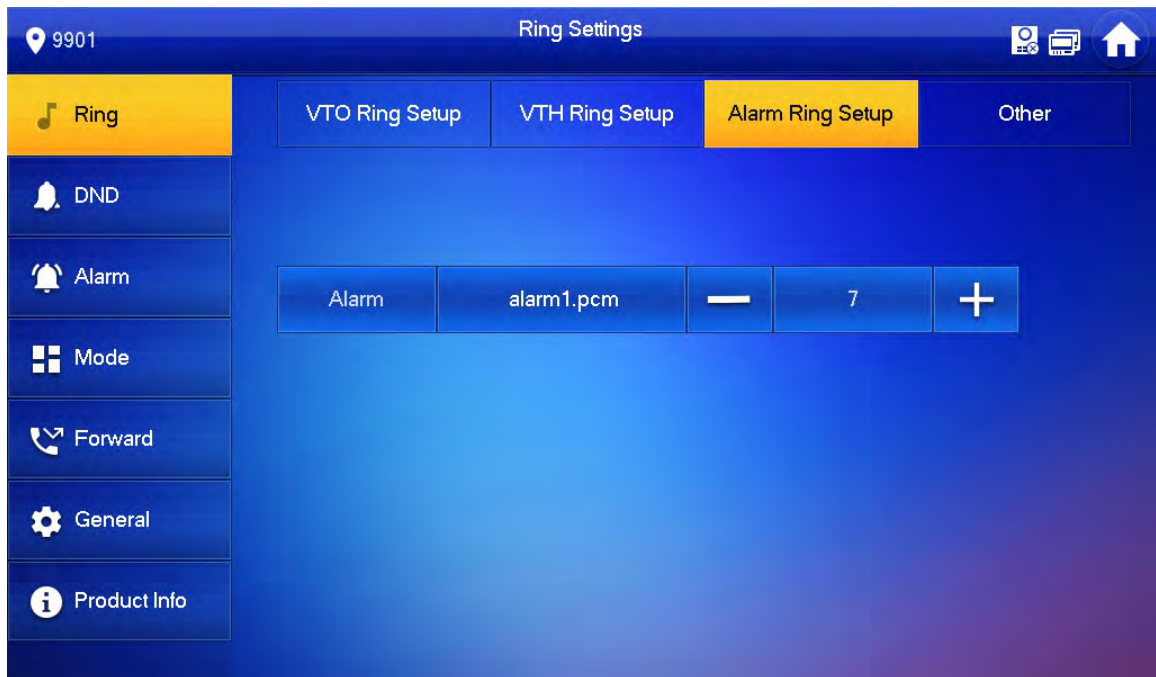 9901
Ring Settings
Ring
VTO Ring Setup
VTH Ring Setup
Alarm Ring Setup
Other
DND
Alarm
Alarm
alarm1.pcm
7
Mode
Forward
General
Product Info